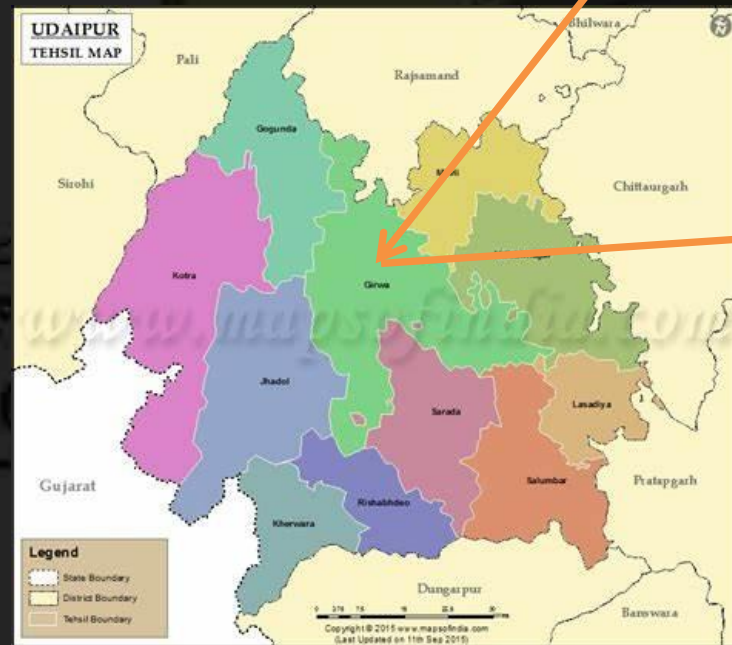 UDAIPUR
TEHSIL MAP
Bhilwara
Pali
Rajsamand
Gogunda
Sirohi
Chittaurgarh
Kotra
Girwa
www.mapsofindia.com
Jhadol
Sarada
Lasadiya
Gujarat
Salumbar
Pratapgarh
Rishabhdeo
Kherwara
Legend
State Boundary
District Boundary
Tehsil Boundary
Dungarpur
Banswara
Copyright © 2015 www.mapsofindia.com
(Last Updated on 11th Sep 2015)